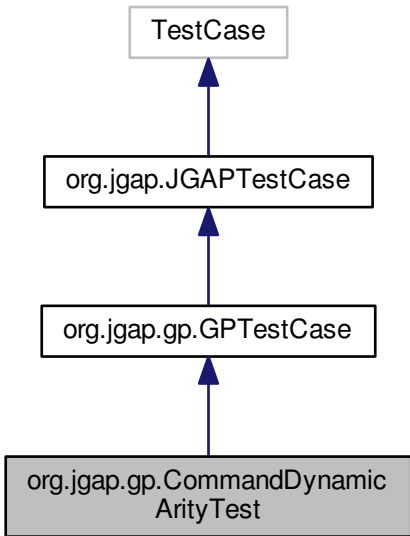 TestCase
org.jgap.JGAPTestCase
org.jgap.gp.GPTestCase
org.jgap.gp.CommandDynamic
ArityTest